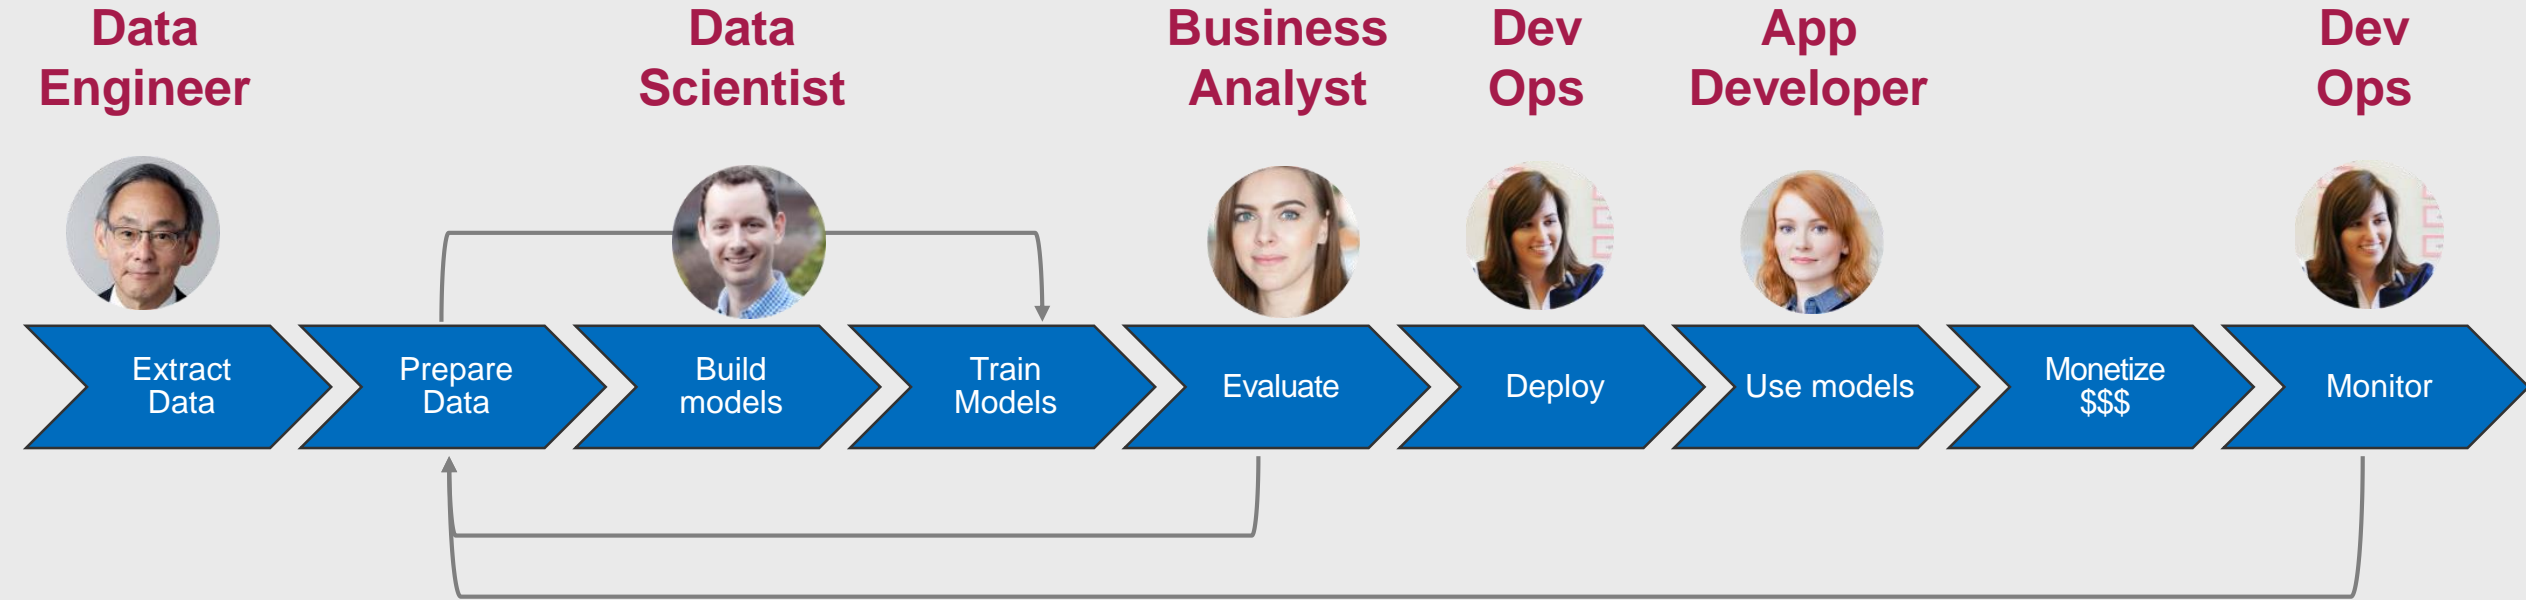 Data
Engineer
Data
Scientist
Business
Analyst
Dev
Ops
App
Developer
Dev
Ops
Extract
Data
Prepare
Data
Build
models
Train
Models
Evaluate
Deploy
Use models
Monetize
$$$
Monitor